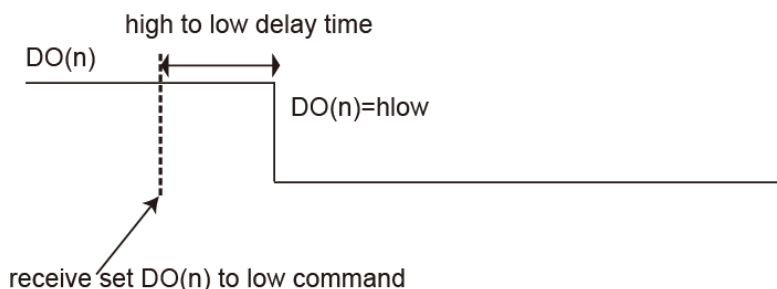 high to low delay time
DO(n)
DO(n)=hlow
receive set DO(n) to low command